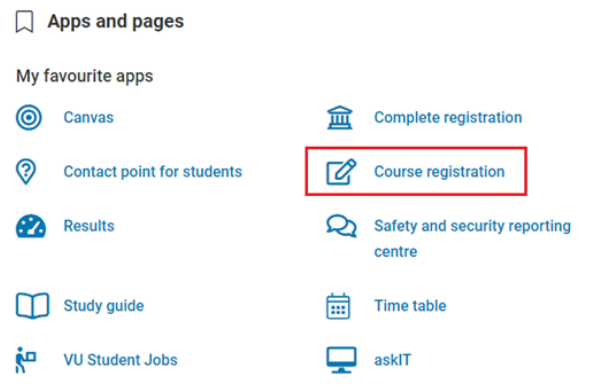 Apps and pages
My favourite apps
Canvas
Complete registration
Contact point for students
Course registration
Results
Safety and security reporting
centre
Study guide
Time table
VU Student Jobs
askIT